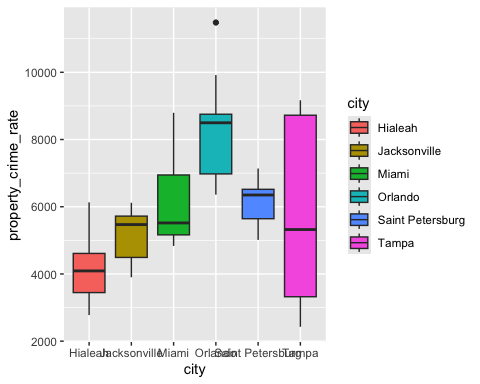 10000
8000
6000
4000
2000
property_crime_rate
Hialeah Jacksonville Miami Orlando Saint Petersburg Tampa
city
city
Hialeah
Jacksonville
Miami
Orlando
Saint Petersburg
Tampa